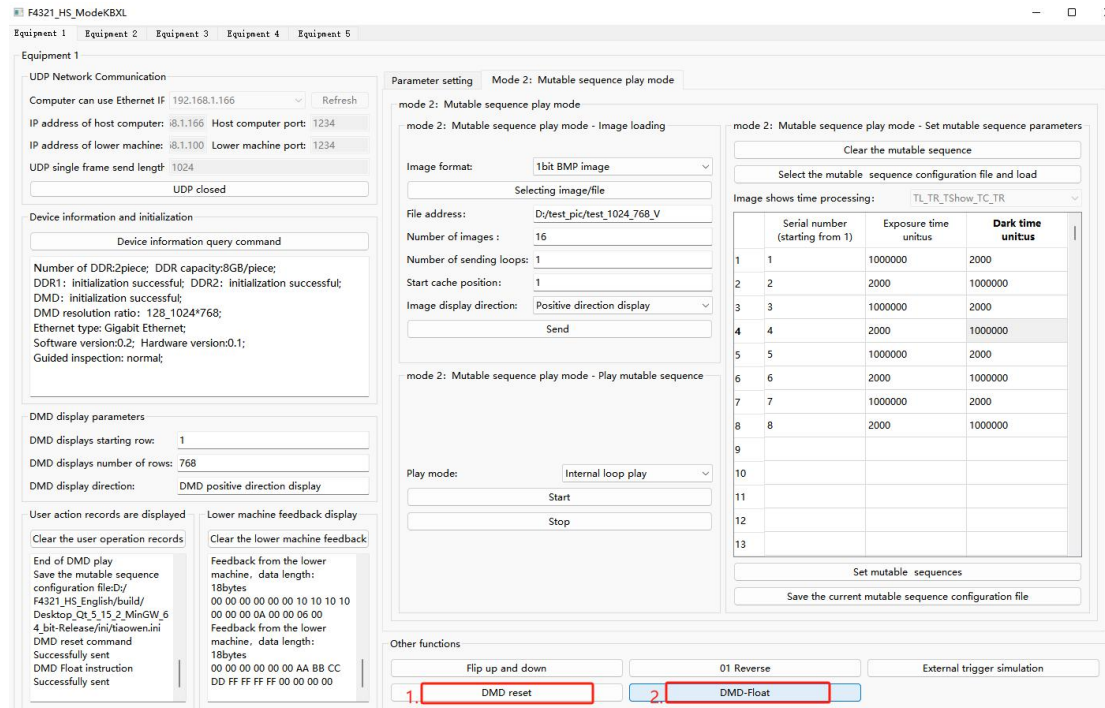 F4321_HS_ModeKBXL
Equipment 1 Equipment 2 Equipment 3 Equipment 4 Equipment 5
Equipment 1
UDP Network Communication
Computer can use Ethernet IF 192.168.1.166 Refresh
IP address of host computer: i8.1.166 Host computer port: 1234
IP address of lower machine: i8.1.100 Lower machine port: 1234
UDP single frame send lengtr 1024
UDP closed
Device information and initialization
Device information query command
Number of DDR:2piece; DDR capacity:8GB/piece;
DDR1: initialization successful; DDR2: initialization successful;
DMD: initialization successful;
DMD resolution ratio: 128_1024*768;
Ethernet type: Gigabit Ethernet;
Software version:0.2; Hardware version:0.1;
Guided inspection: normal;
DMD display parameters
DMD displays starting row: 1
DMD displays number of rows: 768
DMD display direction: DMD positive direction display
User action records are displayed
Clear the user operation records
End of DMD play
Save the mutable sequence
configuration file:D:/
F4321_HS_English/build/
Desktop_Qt_5_15_2_MinGW_6
4_bit-Release/ini/tiaowen.ini
DMD reset command
Successfully sent
DMD Float instruction
Successfully sent
Lower machine feedback display
Clear the lower machine feedback
Feedback from the lower
machine, data length:
18bytes
00 00 00 00 00 00 10 10 10 10
00 00 00 0A 00 00 06 00
Feedback from the lower
machine, data length:
18bytes
00 00 00 00 00 00 AA BB CC
DD FF FF FF FF 00 00 00 00
Parameter setting Mode 2: Mutable sequence play mode
mode 2: Mutable sequence play mode
mode 2: Mutable sequence play mode - Image loading
Image format: 1bit BMP image
Selecting image/file
File address: D:/test_pic/test_1024_768_V
Number of images : 16
Number of sending loops: 1
Start cache position: 1
Image display direction: Positive direction display
Send
mode 2: Mutable sequence play mode - Play mutable sequence
Play mode: Internal loop play
Start
Stop
mode 2: Mutable sequence play mode - Set mutable sequence parameters
Clear the mutable sequence
Select the mutable sequence configuration file and load
Image shows time processing: TL_TR_TShow_TC_TR
Serial number Exposure time Dark time
(starting from 1) unit:us unit:us
1 1 1000000 2000
2 2 2000 1000000
3 3 1000000 2000
4 4 2000 1000000
5 5 1000000 2000
6 6 2000 1000000
7 7 1000000 2000
8 8 2000 1000000
9
10
11
12
13
Set mutable sequences
Save the current mutable sequence configuration file
Other functions
Flip up and down 01 Reverse External trigger simulation
1. DMD reset 2. DMD-Float